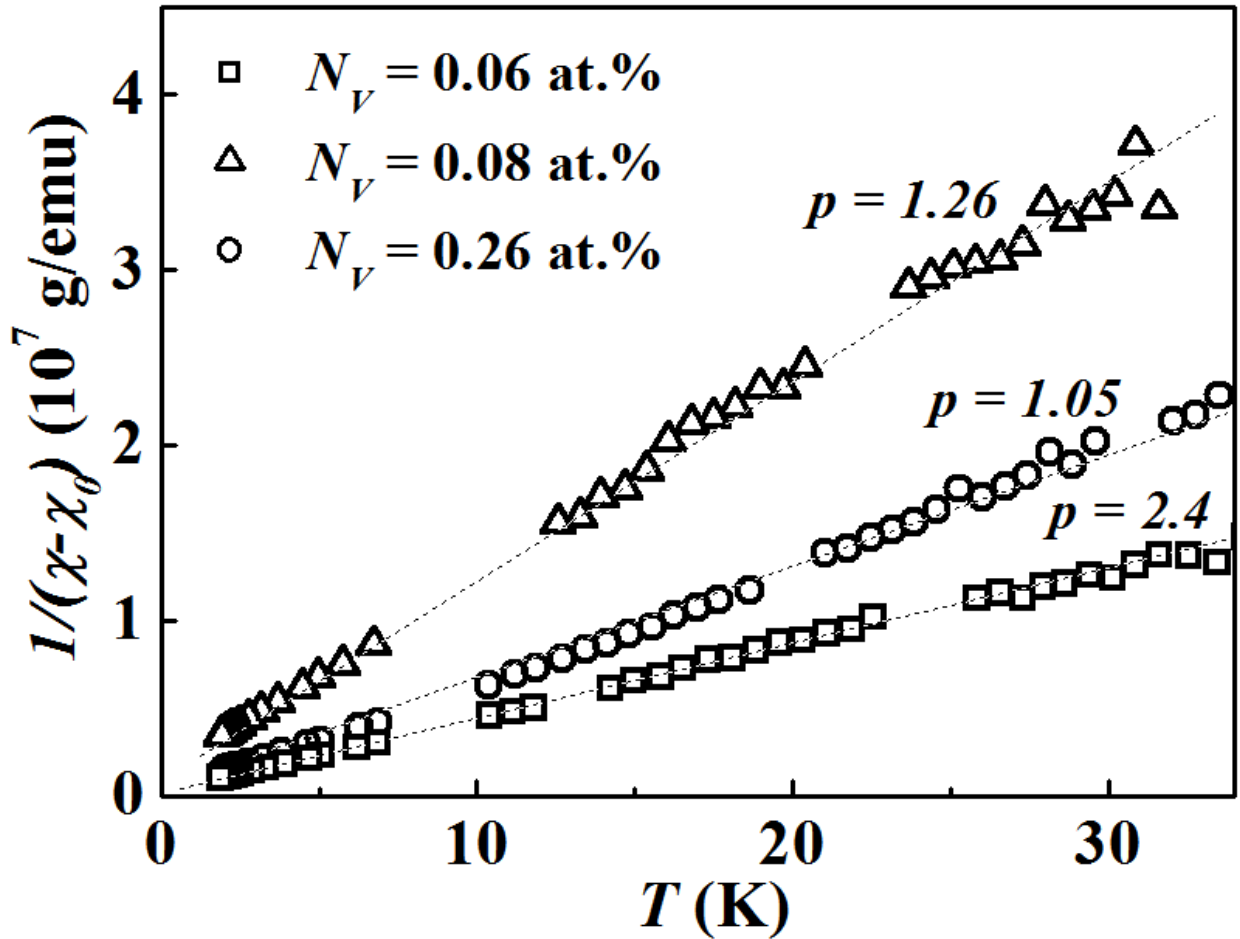 N_V = 0.06 at.%
N_V = 0.08 at.%
N_V = 0.26 at.%
p = 1.26
p = 1.05
p = 2.4
1/(χ-χ_0) (10^7 g/emu)
4
3
2
1
0
0 10 20 30
T (K)